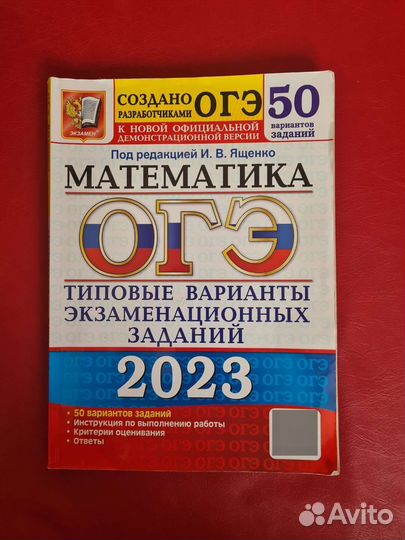 СОЗДАНО
РАЗРАБОТЧИКАМИ
ОГЭ
К НОВОЙ ОФИЦИАЛЬНОЙ
ДЕМОНСТРАЦИОННОЙ ВЕРСИИ
50
вариантов
заданий
ЭКЗАМЕН
Под редакцией И. В. Ященко
МАТЕМАТИКА
ОГЭ
ТИПОВЫЕ ВАРИАНТЫ
ЭКЗАМЕНАЦИОННЫХ
ЗАДАНИЙ
2023
• 50 вариантов заданий
• Инструкция по выполнению работы
• Критерии оценивания
• Ответы
Avito